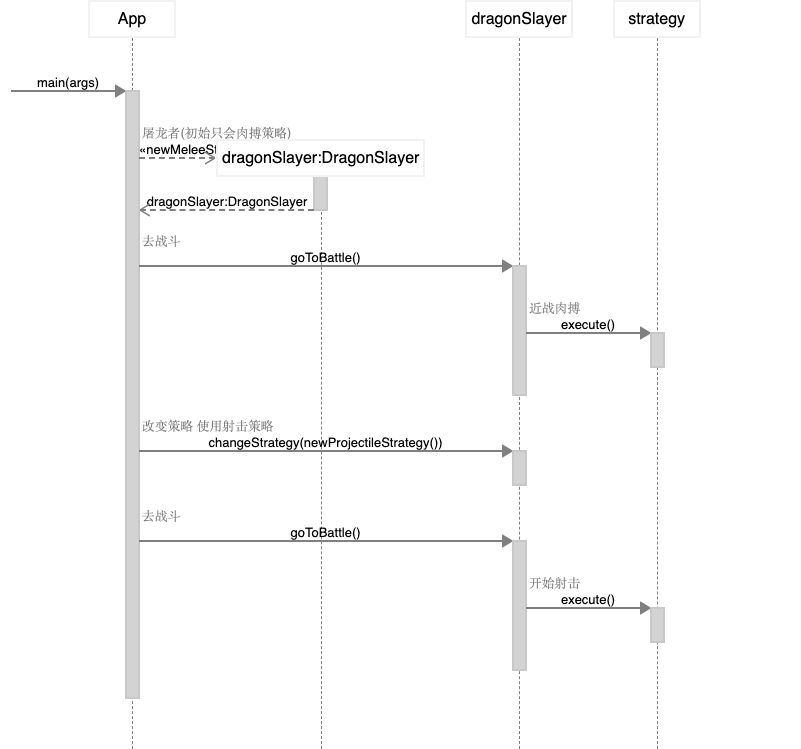 App
dragonSlayer
strategy
main(args)
屠龙者(初始只会肉搏策略)
«newMeleeSt
dragonSlayer:DragonSlayer
dragonSlayer:DragonSlayer
去战斗
goToBattle()
近战肉搏
execute()
改变策略 使用射击策略
changeStrategy(newProjectileStrategy())
去战斗
goToBattle()
开始射击
execute()